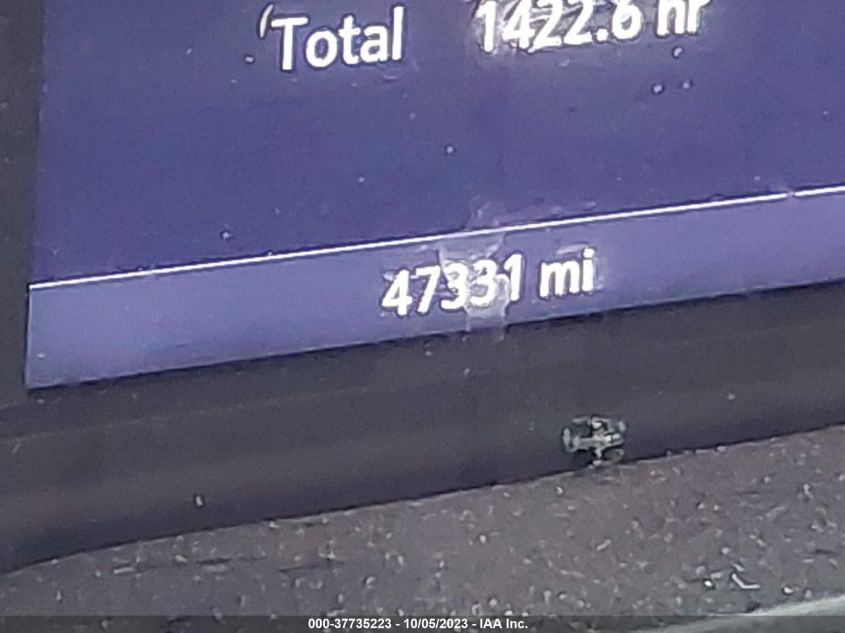 Total 1422.6 hr
47331 mi
000-37735223 - 10/05/2023 - IAA Inc.